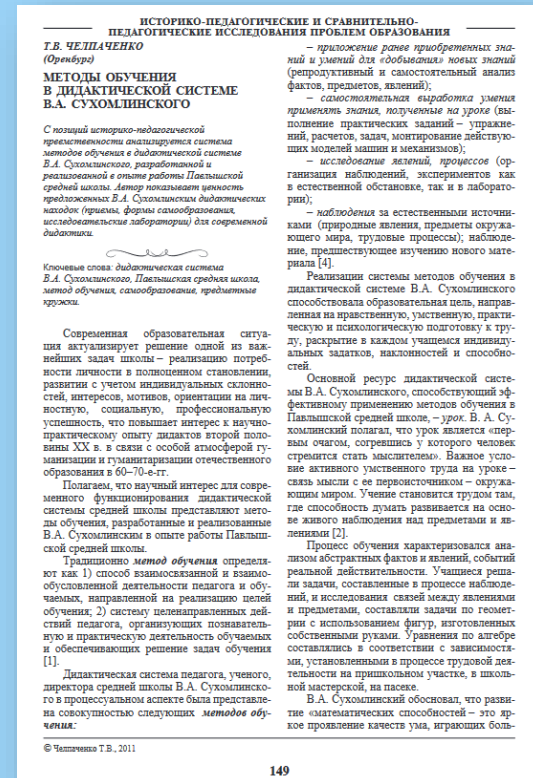 ИСТОРИКО-ПЕДАГОГИЧЕСКИЕ И СРАВНИТЕЛЬНО-
ПЕДАГОГИЧЕСКИЕ ИССЛЕДОВАНИЯ ПРОБЛЕМ ОБРАЗОВАНИЯ
Т.В. ЧЕЛПАЧЕНКО
(Оренбург)
МЕТОДЫ ОБУЧЕНИЯ
В ДИДАКТИЧЕСКОЙ СИСТЕМЕ
В.А. СУХОМЛИНСКОГО
С позиций историко-педагогической
преемственности анализируется система
методов обучения в дидактической системе
В.А. Сухомлинского, разработанной и
реализованной в опыте работы Павлышской
средней школы. Автор показывает ценность
предложенных В.А. Сухомлинским дидактических
находок (приемы, формы самообразования,
исследовательские лаборатории) для современной
дидактики.
Ключевые слова: дидактическая система
В.А. Сухомлинского, Павлышская средняя школа,
метод обучения, самообразование, предметные
кружки.
Современная образовательная ситуа-
ция актуализирует решение одной из важ-
нейших задач школы – реализацию потреб-
ности личности в полноценном становлении,
развитии с учетом индивидуальных склонно-
стей, интересов, мотивов, ориентации на лич-
ностную, социальную, профессиональную
успешность, что повышает интерес к научно-
практическому опыту дидактов второй поло-
вины XX в. в связи с особой атмосферой гу-
манизации и гуманитаризации отечественного
образования в 60–70-е-гг.
Полагаем, что научный интерес для совре-
менного функционирования дидактической
системы средней школы представляют мето-
ды обучения, разработанные и реализованные
В.А. Сухомлинским в опыте работы Павлыш-
ской средней школы.
Традиционно метод обучения определя-
ют как 1) способ взаимосвязанной и взаимо-
обусловленной деятельности педагога и обу-
чаемых, направленной на реализацию целей
обучения; 2) систему целенаправленных дей-
ствий педагога, организующих познаватель-
ную и практическую деятельность обучаемых
и обеспечивающих решение задач обучения
[1].
Дидактическая система педагога, ученого,
директора средней школы В.А. Сухомлинско-
го в процессуальном аспекте была представле-
на совокупностью следующих методов обу-
чения:
– приложение ранее приобретенных зна-
ний и умений для «добывания» новых знаний
(репродуктивный и самостоятельный анализ
фактов, предметов, явлений);
– самостоятельная выработка умения
применять знания, полученные на уроке (вы-
полнение практических заданий – упражне-
ний, расчетов, задач, монтирование действую-
щих моделей машин и механизмов);
– исследование явлений, процессов (ор-
ганизация наблюдений, экспериментов как
в естественной обстановке, так и в лаборато-
рии);
– наблюдения за естественными источни-
ками (природные явления, предметы окружа-
ющего мира, трудовые процессы); наблюде-
ние, предшествующее изучению нового мате-
риала [4].
Реализации системы методов обучения в
дидактической системе В.А. Сухомлинского
способствовала образовательная цель, направ-
ленная на нравственную, умственную, практи-
ческую и психологическую подготовку к тру-
ду, раскрытие в каждом учащемся индивиду-
альных задатков, наклонностей и способно-
стей.
Основной ресурс дидактической систе-
мы В.А. Сухомлинского, способствующий эф-
фективному применению методов обучения в
Павлышской средней школе, – урок. В. А. Су-
хомлинский полагал, что урок является «пер-
вым очагом, согревшись у которого человек
стремится стать мыслителем». Важное усло-
вие активного умственного труда на уроке –
связь мысли с ее первоисточником – окружа-
ющим миром. Учение становится трудом там,
где способность думать развивается на осно-
ве живого наблюдения над предметами и яв-
лениями [2].
Процесс обучения характеризовался ана-
лизом абстрактных фактов и явлений, событий
реальной действительности. Учащиеся реша-
ли задачи, составленные в процессе наблюде-
ний, и исследования связей между явлениями
и предметами, составляли задачи по геомет-
рии с использованием фигур, изготовленных
собственными руками. Уравнения по алгебре
составлялись в соответствии с зависимостя-
ми, установленными в процессе трудовой дея-
тельности на пришкольном участке, в школь-
ной мастерской, на пасеке.
В.А. Сухомлинский обосновал, что разви-
тие «математических способностей – это яр-
кое проявление качеств ума, играющих боль-
© Челпаченко Т.В., 2011
149